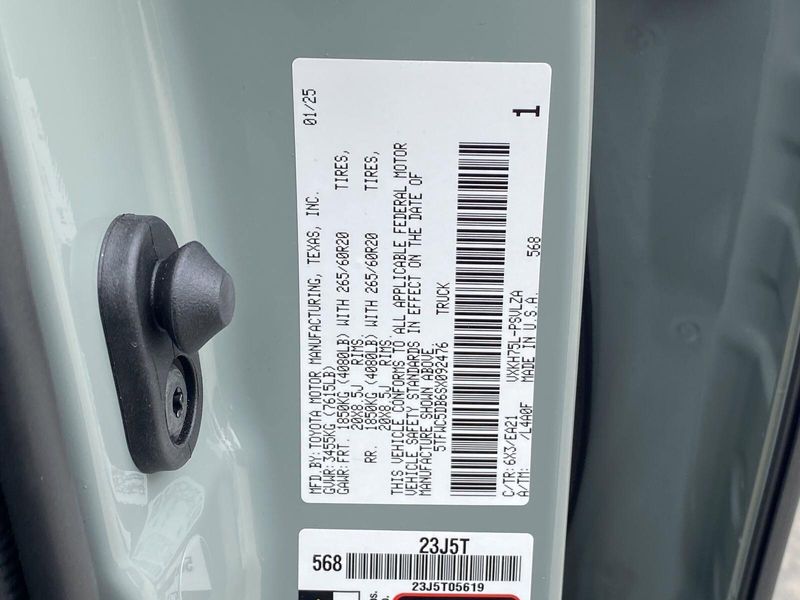 01/25
MFD.BY:TOYOTA MOTOR MANUFACTURING, TEXAS, INC.
GVWR:3455KG (7615LB)
GAWR:FRT. 1850KG (4080LB) WITH 265/60R20 TIRES,
20X8.5J RIMS.
RR. 1850KG (4080LB) WITH 265/60R20 TIRES,
20X8.5J RIMS.
THIS VEHICLE CONFORMS TO ALL APPLICABLE FEDERAL MOTOR
VEHICLE SAFETY STANDARDS IN EFFECT ON THE DATE OF
MANUFACTURE SHOWN ABOVE.
5TFWC5DB6SX092476 TRUCK
C/TR:6X3/EA21 VXKH75L-PSVLZA 568
A/TM: /L4A0F MADE IN U.S.A.
1
23J5T
568
23J5T05619